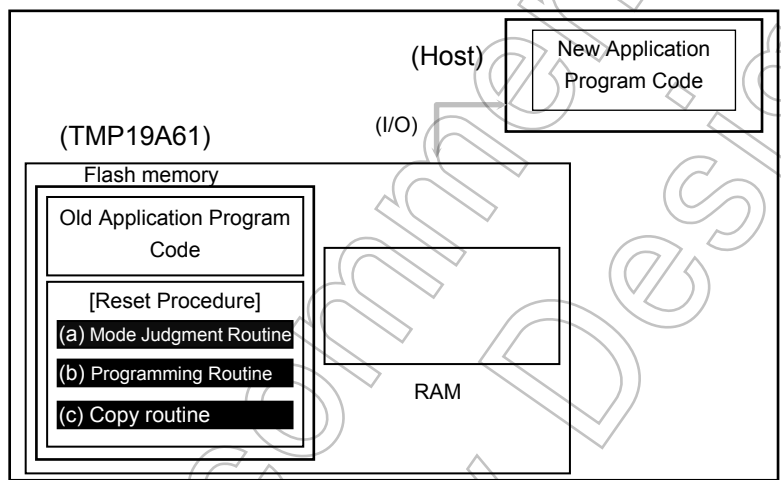 (Host)
New Application
Program Code
(I/O)
(TMP19A61)
Flash memory
Old Application Program
Code
[Reset Procedure]
(a) Mode Judgment Routine
(b) Programming Routine
(c) Copy routine
RAM